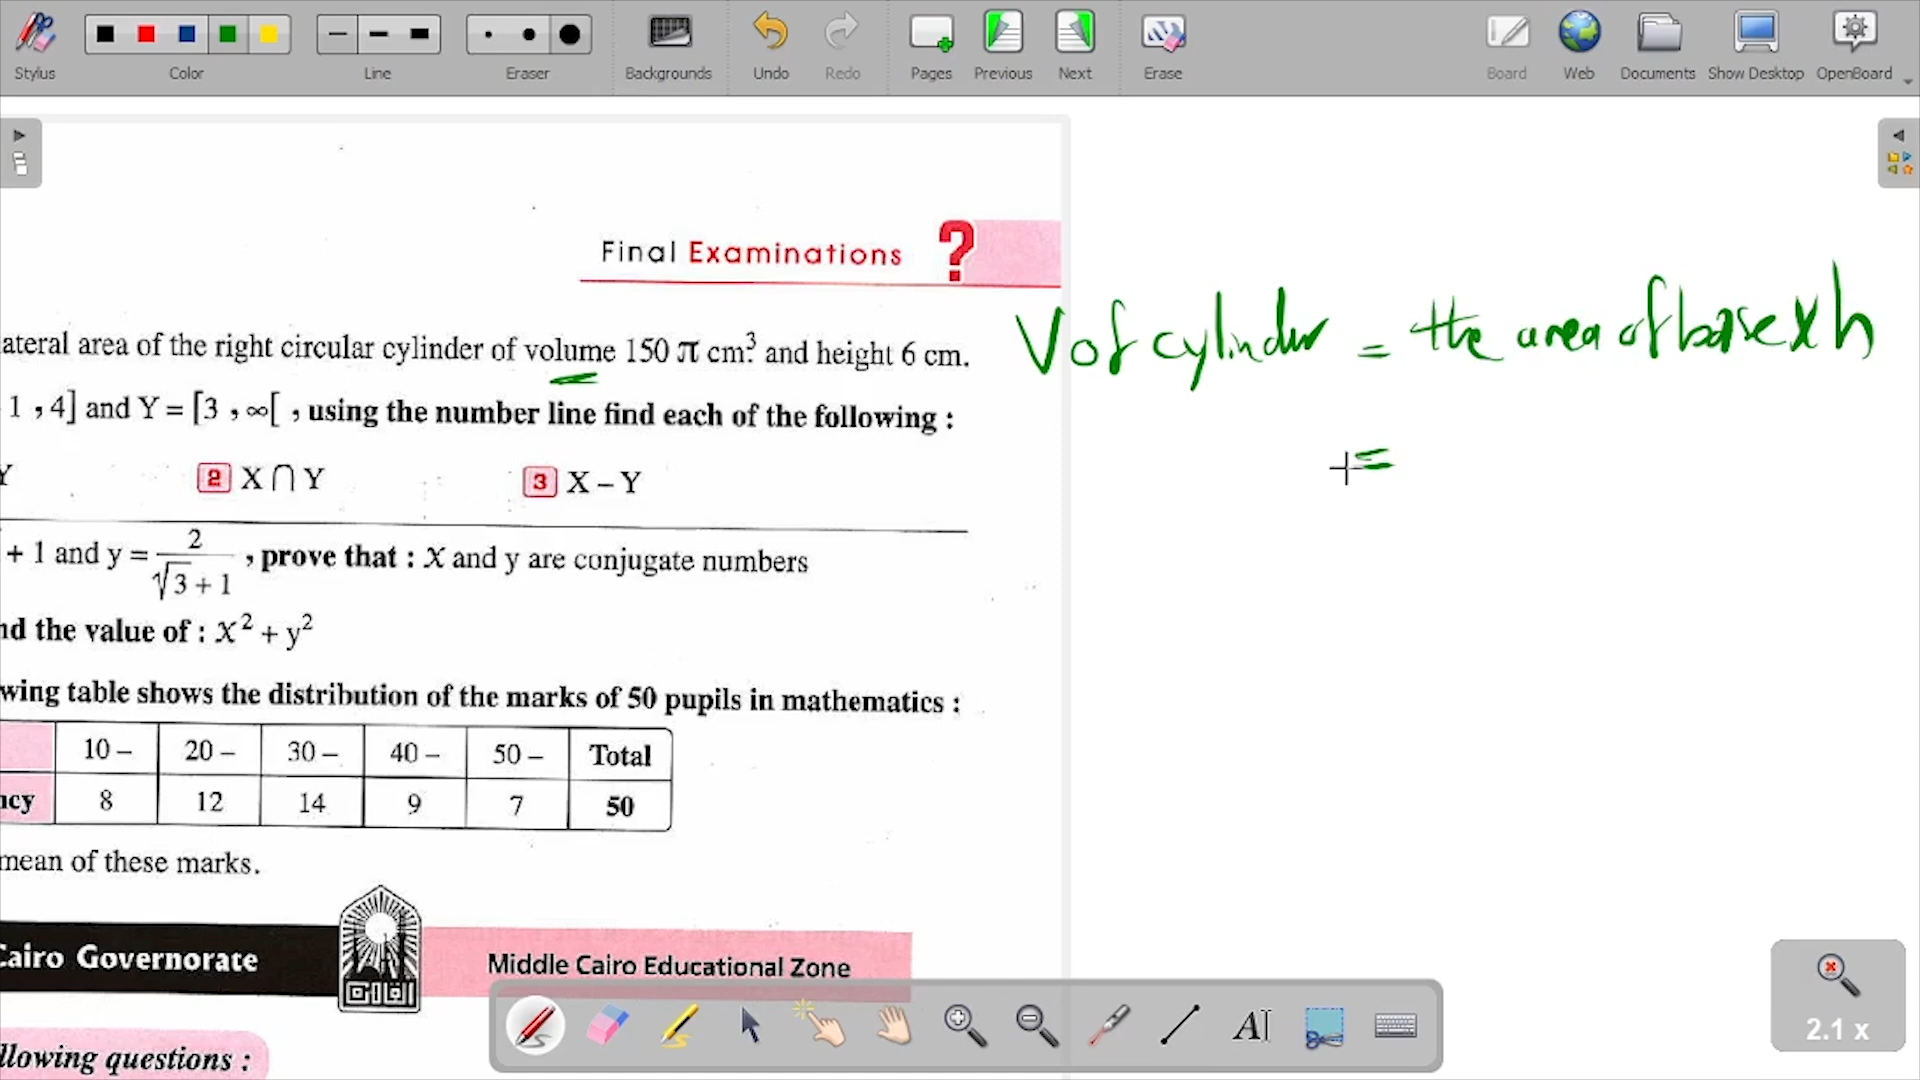 Stylus Color Line Eraser Backgrounds Undo Redo Pages Previous Next Erase Board Web Documents Show Desktop OpenBoard
Final Examinations ?
ateral area of the right circular cylinder of volume 150 π cm³. and height 6 cm.
V of cylinder = the area of base x h
1 , 4] and Y = [3 , ∞[ , using the number line find each of the following :
=
Y 2 X ∩ Y 3 X – Y
+ 1 and y = 2/(√3 + 1) , prove that : X and y are conjugate numbers
nd the value of : X² + y²
wing table shows the distribution of the marks of 50 pupils in mathematics :
10 – 20 – 30 – 40 – 50 – Total
ncy 8 12 14 9 7 50
mean of these marks.
Cairo Governorate Middle Cairo Educational Zone
llowing questions :
2.1 x